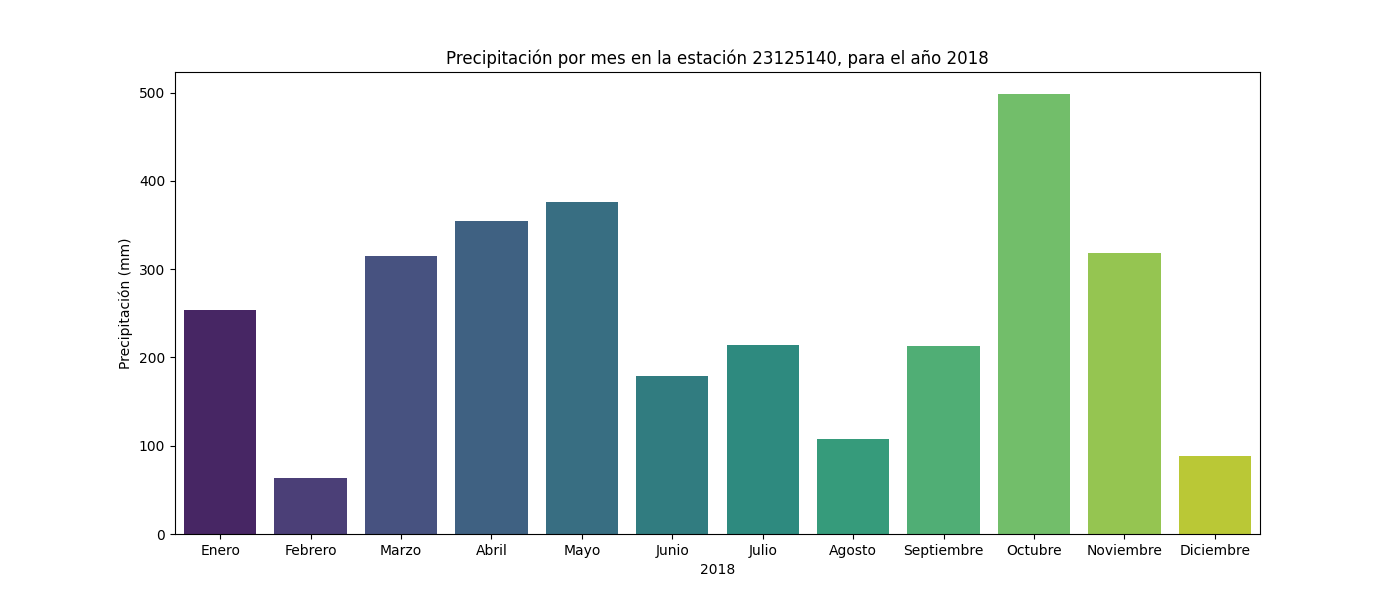 Precipitación por mes en la estación 23125140, para el año 2018
Precipitación (mm)
500
400
300
200
100
0
Enero Febrero Marzo Abril Mayo Junio Julio Agosto Septiembre Octubre Noviembre Diciembre
2018